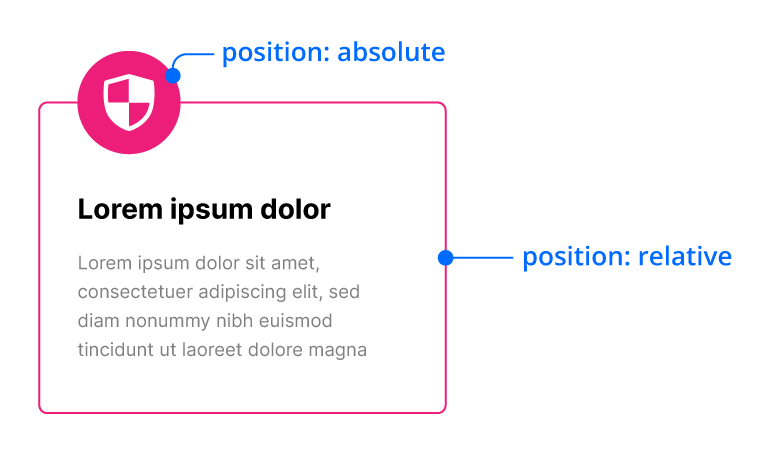 position: absolute
Lorem ipsum dolor
Lorem ipsum dolor sit amet,
consectetuer adipiscing elit, sed
diam nonummy nibh euismod
tincidunt ut laoreet dolore magna
position: relative